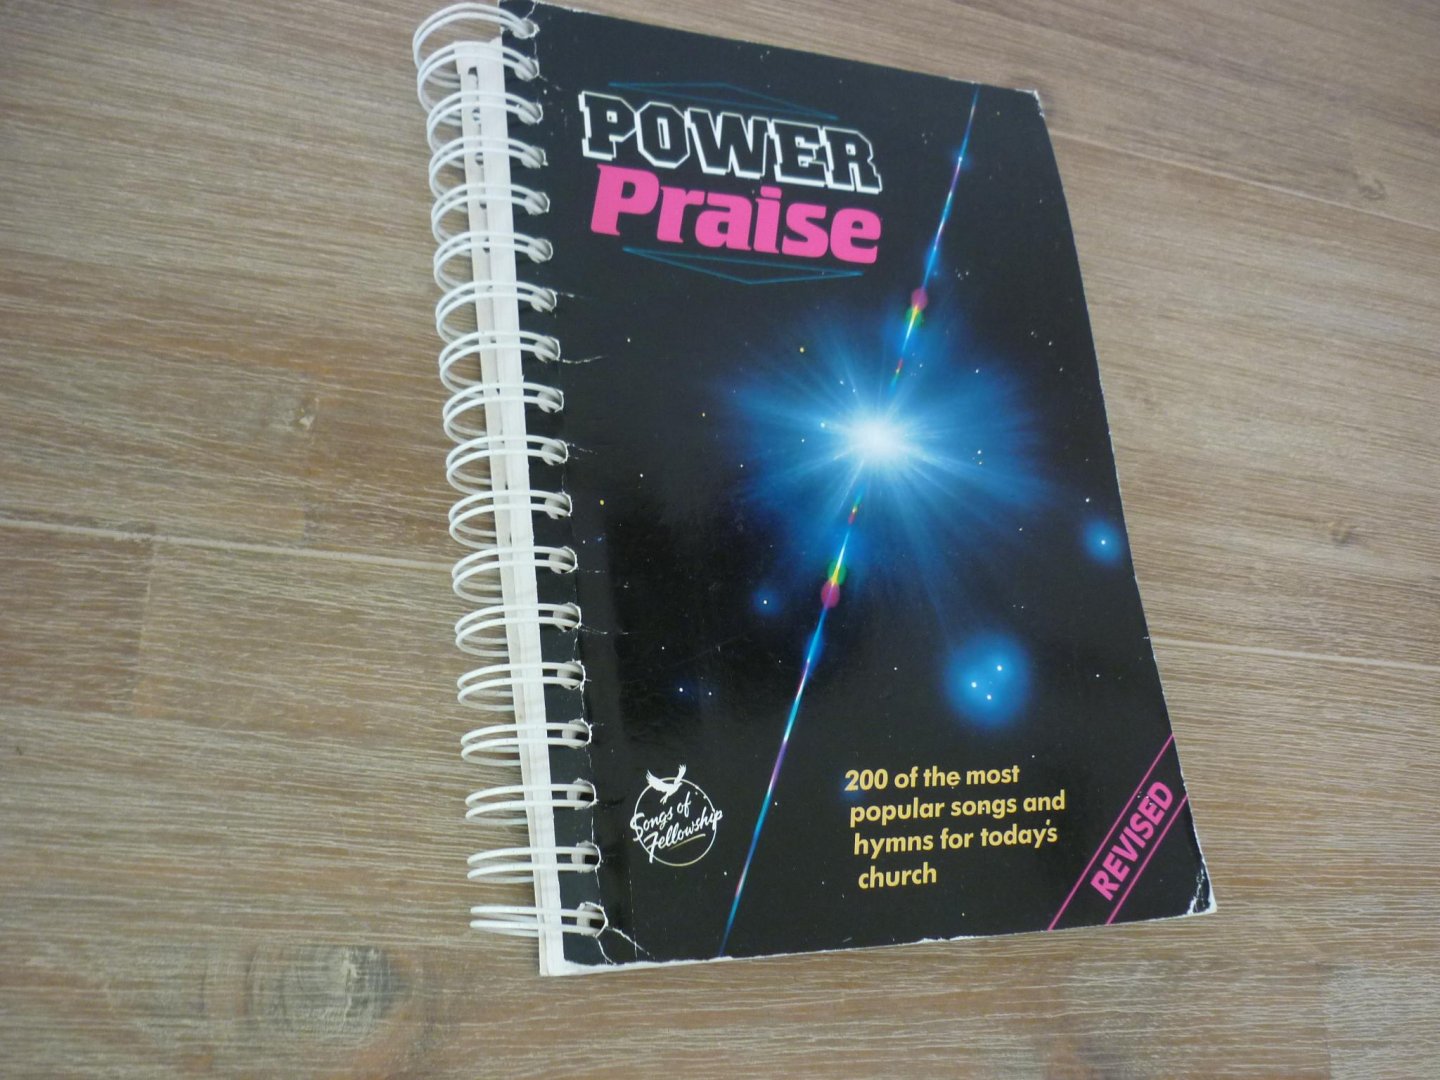 POWER
Praise
200 of the most
popular songs and
hymns for today's
church
Songs of
Fellowship
REVISED